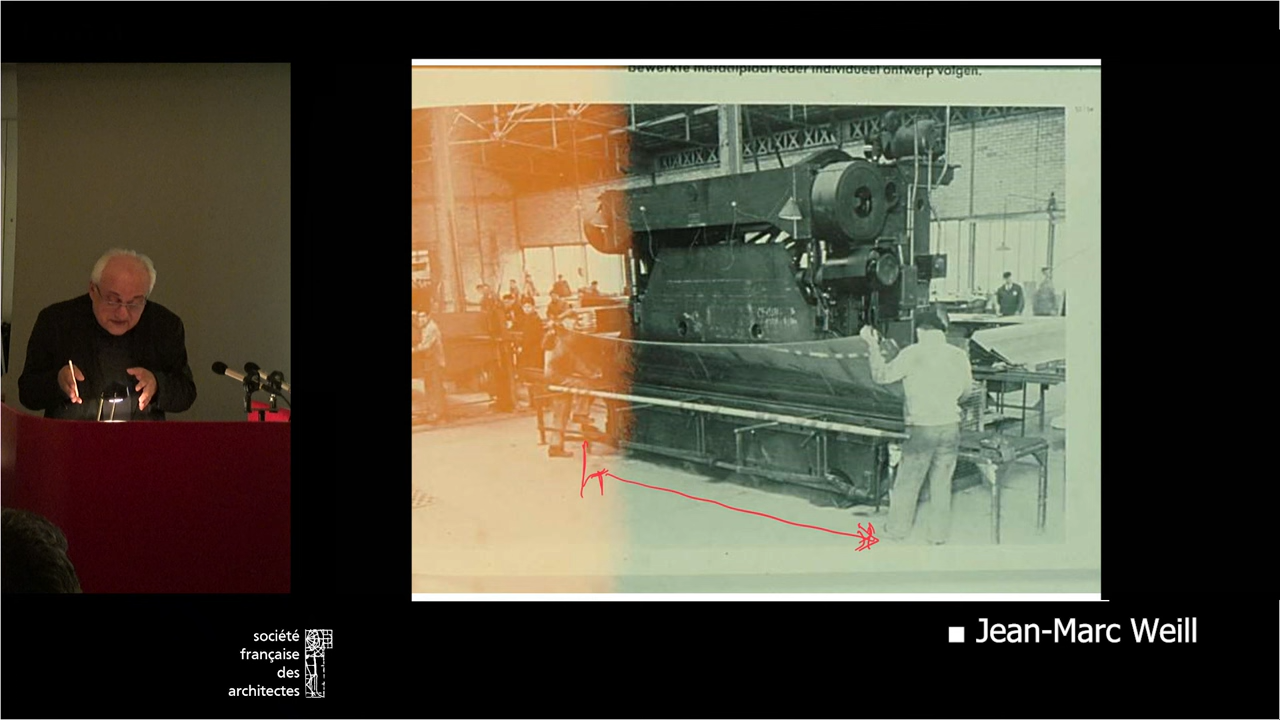 bewerkte metaalplaat ieder individueel ontwerp volgen.
société
française
des
architectes
Jean-Marc Weill